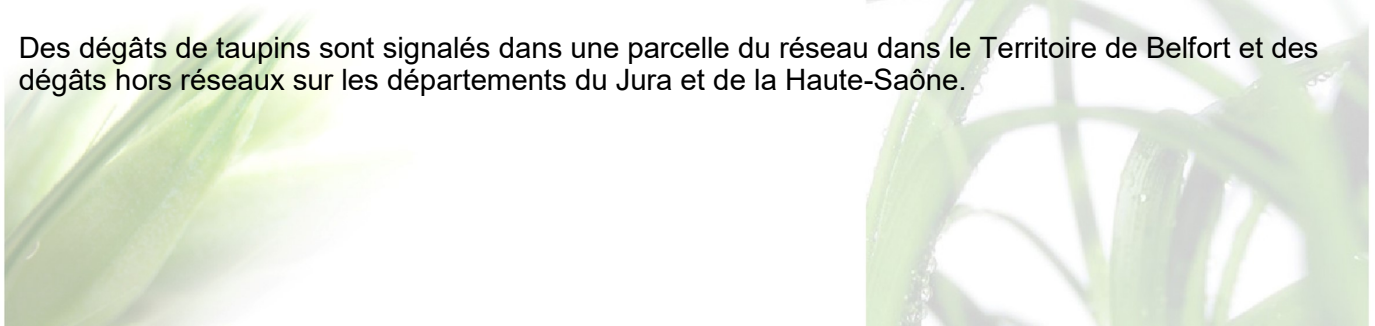 Des dégâts de taupins sont signalés dans une parcelle du réseau dans le Territoire de Belfort et des
dégâts hors réseaux sur les départements du Jura et de la Haute-Saône.